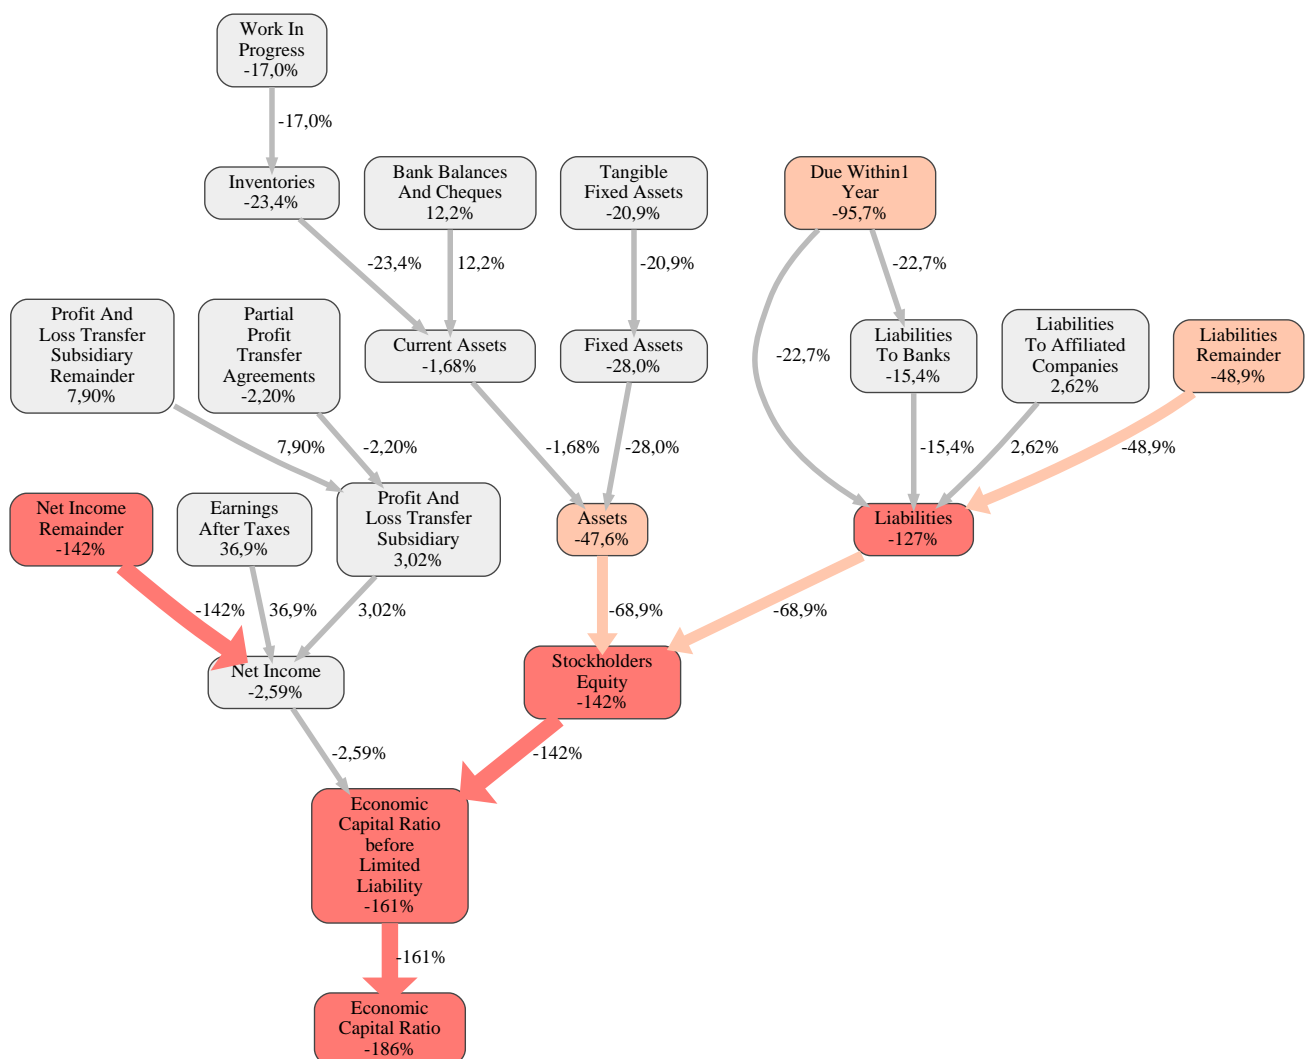 Work In
Progress
-17,0%
-17,0%
Inventories
-23,4%
Bank Balances
And Cheques
12,2%
Tangible
Fixed Assets
-20,9%
Due Within1
Year
-95,7%
-23,4%
12,2%
-20,9%
-22,7%
Profit And
Loss Transfer
Subsidiary
Remainder
7,90%
Partial
Profit
Transfer
Agreements
-2,20%
Current Assets
-1,68%
Fixed Assets
-28,0%
-22,7%
Liabilities
To Banks
-15,4%
Liabilities
To Affiliated
Companies
2,62%
Liabilities
Remainder
-48,9%
7,90%
-2,20%
-1,68%
-28,0%
-15,4%
2,62%
-48,9%
Net Income
Remainder
-142%
Earnings
After Taxes
36,9%
Profit And
Loss Transfer
Subsidiary
3,02%
Assets
-47,6%
Liabilities
-127%
-142%
36,9%
3,02%
-68,9%
-68,9%
Net Income
-2,59%
Stockholders
Equity
-142%
-2,59%
-142%
Economic
Capital Ratio
before
Limited
Liability
-161%
-161%
Economic
Capital Ratio
-186%